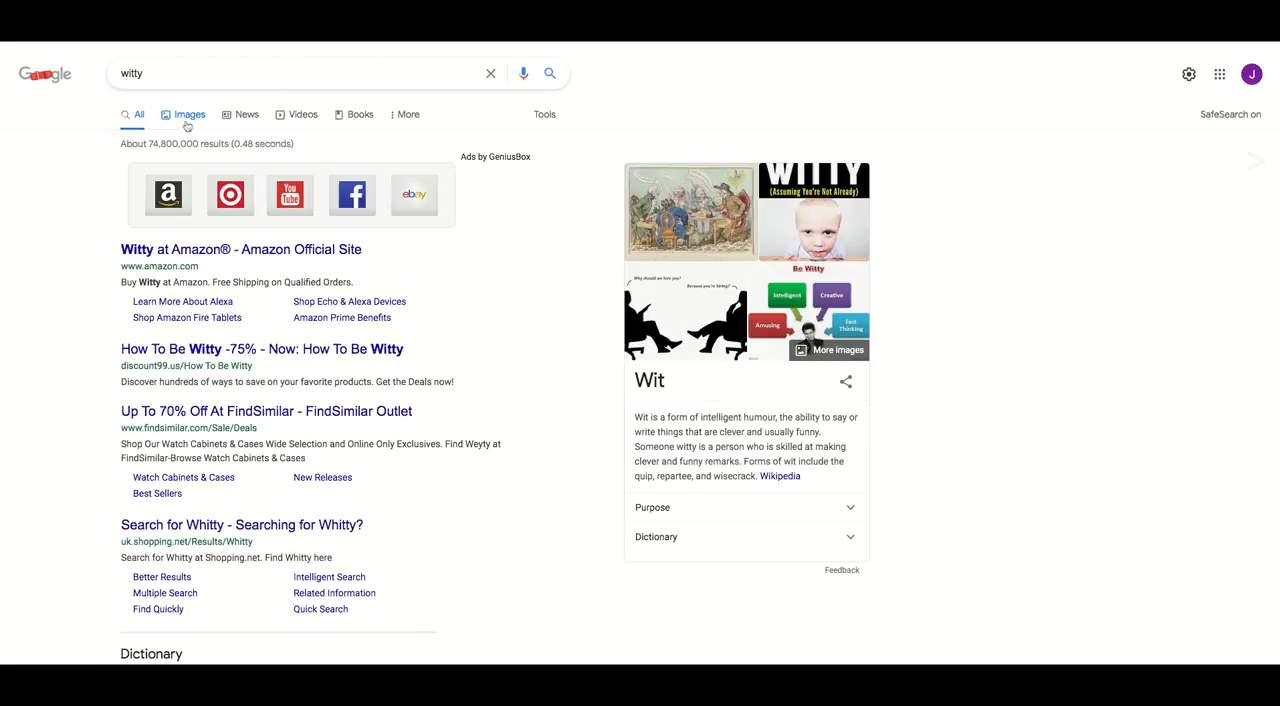 Google
witty
J
All
Images
News
Videos
Books
More
Tools
SafeSearch on
About 74,800,000 results (0.48 seconds)
Ads by GeniusBox
a
You
Tube
f
ebay
Witty at Amazon® - Amazon Official Site
www.amazon.com
Buy Witty at Amazon. Free Shipping on Qualified Orders.
Learn More About Alexa
Shop Echo & Alexa Devices
Shop Amazon Fire Tablets
Amazon Prime Benefits
How To Be Witty -75% - Now: How To Be Witty
discount99.us/How To Be Witty
Discover hundreds of ways to save on your favorite products. Get the Deals now!
Up To 70% Off At FindSimilar - FindSimilar Outlet
www.findsimilar.com/Sale/Deals
Shop Our Watch Cabinets & Cases Wide Selection and Online Only Exclusives. Find Weyty at
FindSimilar-Browse Watch Cabinets & Cases
Watch Cabinets & Cases
New Releases
Best Sellers
Search for Whitty - Searching for Whitty?
uk.shopping.net/Results/Whitty
Search for Whitty at Shopping.net. Find Whitty here
Better Results
Intelligent Search
Multiple Search
Related Information
Find Quickly
Quick Search
Dictionary
WITTY
(Assuming You're Not Already)
Why should we hire you?
Because you're hiring?
Be Witty
Intelligent
Creative
Amusing
Fast
Thinking
More images
Wit
Wit is a form of intelligent humour, the ability to say or
write things that are clever and usually funny.
Someone witty is a person who is skilled at making
clever and funny remarks. Forms of wit include the
quip, repartee, and wisecrack. Wikipedia
Purpose
Dictionary
Feedback